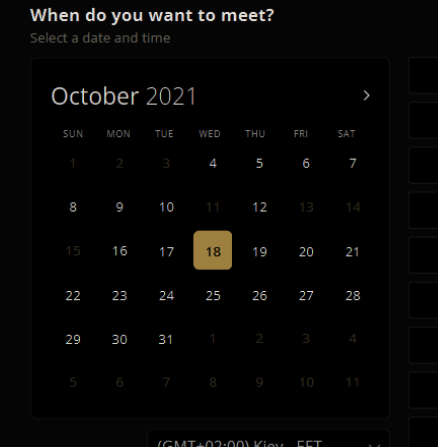 When do you want to meet?
Select a date and time
October 2021
SUN MON TUE WED THU FRI SAT
1 2 3 4 5 6 7
8 9 10 11 12 13 14
15 16 17 18 19 20 21
22 23 24 25 26 27 28
29 30 31 1 2 3 4
5 6 7 8 9 10 11
(GMT+02:00) Kiev - EET